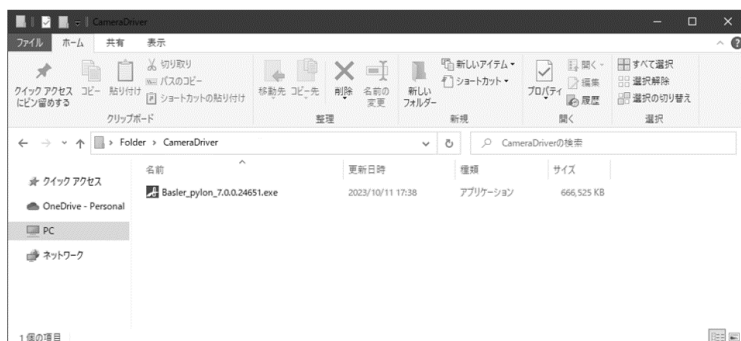 CameraDriver
ファイル ホーム 共有 表示
クイック アクセスにピン留めする
コピー
貼り付け
切り取り
パスのコピー
ショートカットの貼り付け
クリップボード
移動先
コピー先
削除
名前の変更
整理
新しいフォルダー
新しいアイテム
ショートカット
新規
プロパティ
開く
編集
履歴
開く
すべて選択
選択解除
選択の切り替え
選択
Folder > CameraDriver
CameraDriverの検索
名前 更新日時 種類 サイズ
Basler_pylon_7.0.0.24651.exe 2023/10/11 17:38 アプリケーション 666,525 KB
クイック アクセス
OneDrive - Personal
PC
ネットワーク
1 個の項目